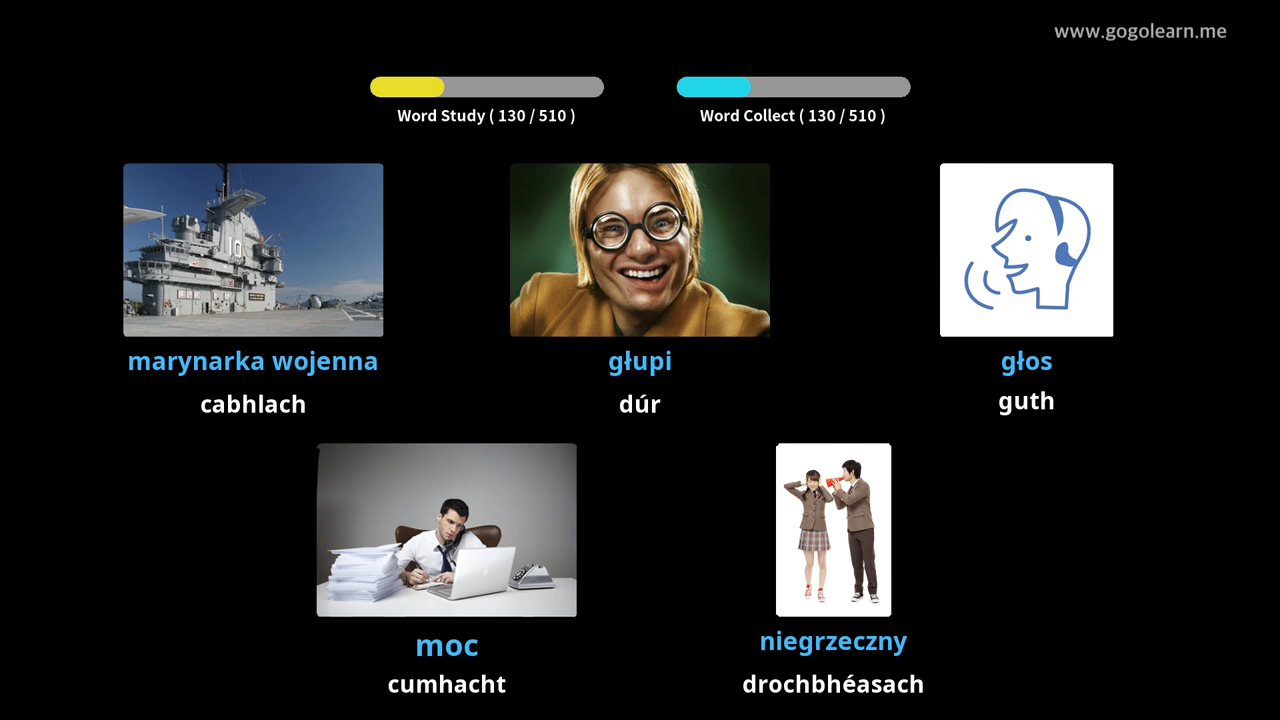 www.gogolearn.me
Word Study ( 130 / 510 )
Word Collect ( 130 / 510 )
10
marynarka wojenna
cabhlach
głupi
dúr
głos
guth
moc
cumhacht
niegrzeczny
drochbhéasach